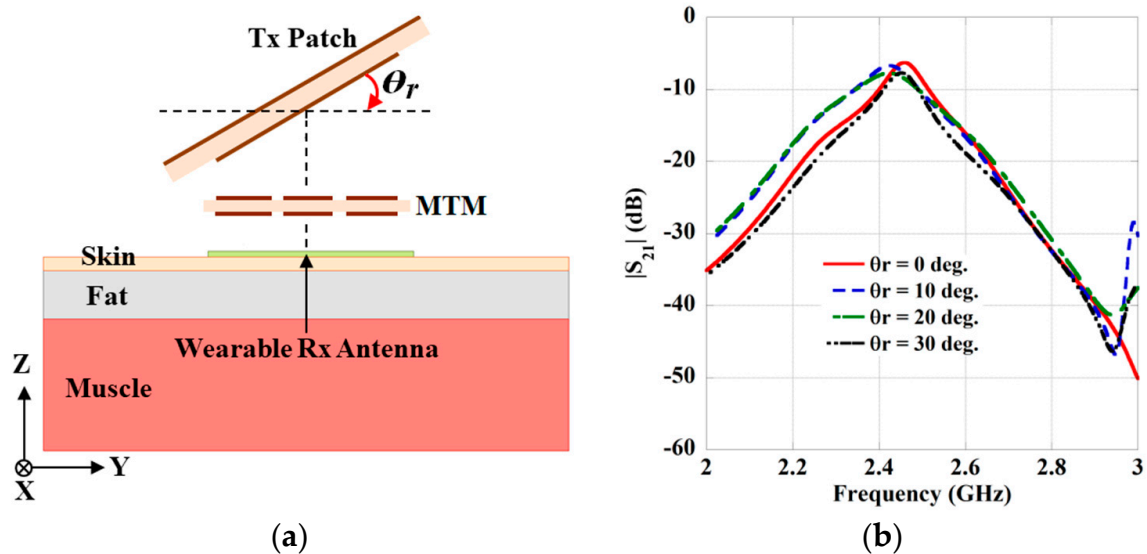 Tx Patch
θr
MTM
Skin
Fat
Wearable Rx Antenna
Muscle
Z
Y
X
(a)
0
-10
-20
-30
-40
-50
-60
|S21| (dB)
θr = 0 deg.
θr = 10 deg.
θr = 20 deg.
θr = 30 deg.
2
2.2
2.4
2.6
2.8
3
Frequency (GHz)
(b)